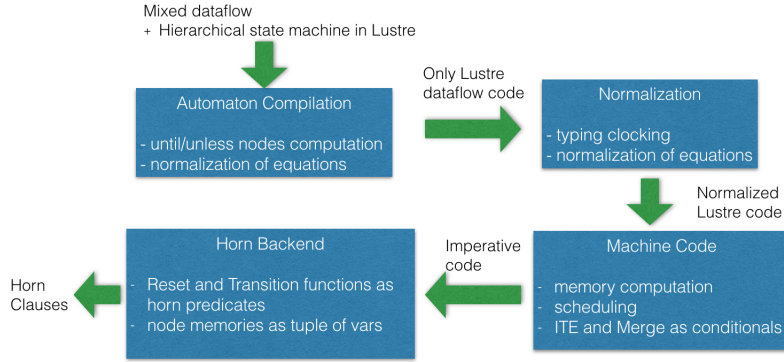 Mixed dataflow
+ Hierarchical state machine in Lustre
Automaton Compilation
- until/unless nodes computation
- normalization of equations
Only Lustre
dataflow code
Normalization
- typing clocking
- normalization of equations
Normalized
Lustre code
Machine Code
- memory computation
- scheduling
- ITE and Merge as conditionals
Imperative
code
Horn Backend
- Reset and Transition functions as
horn predicates
- node memories as tuple of vars
Horn
Clauses